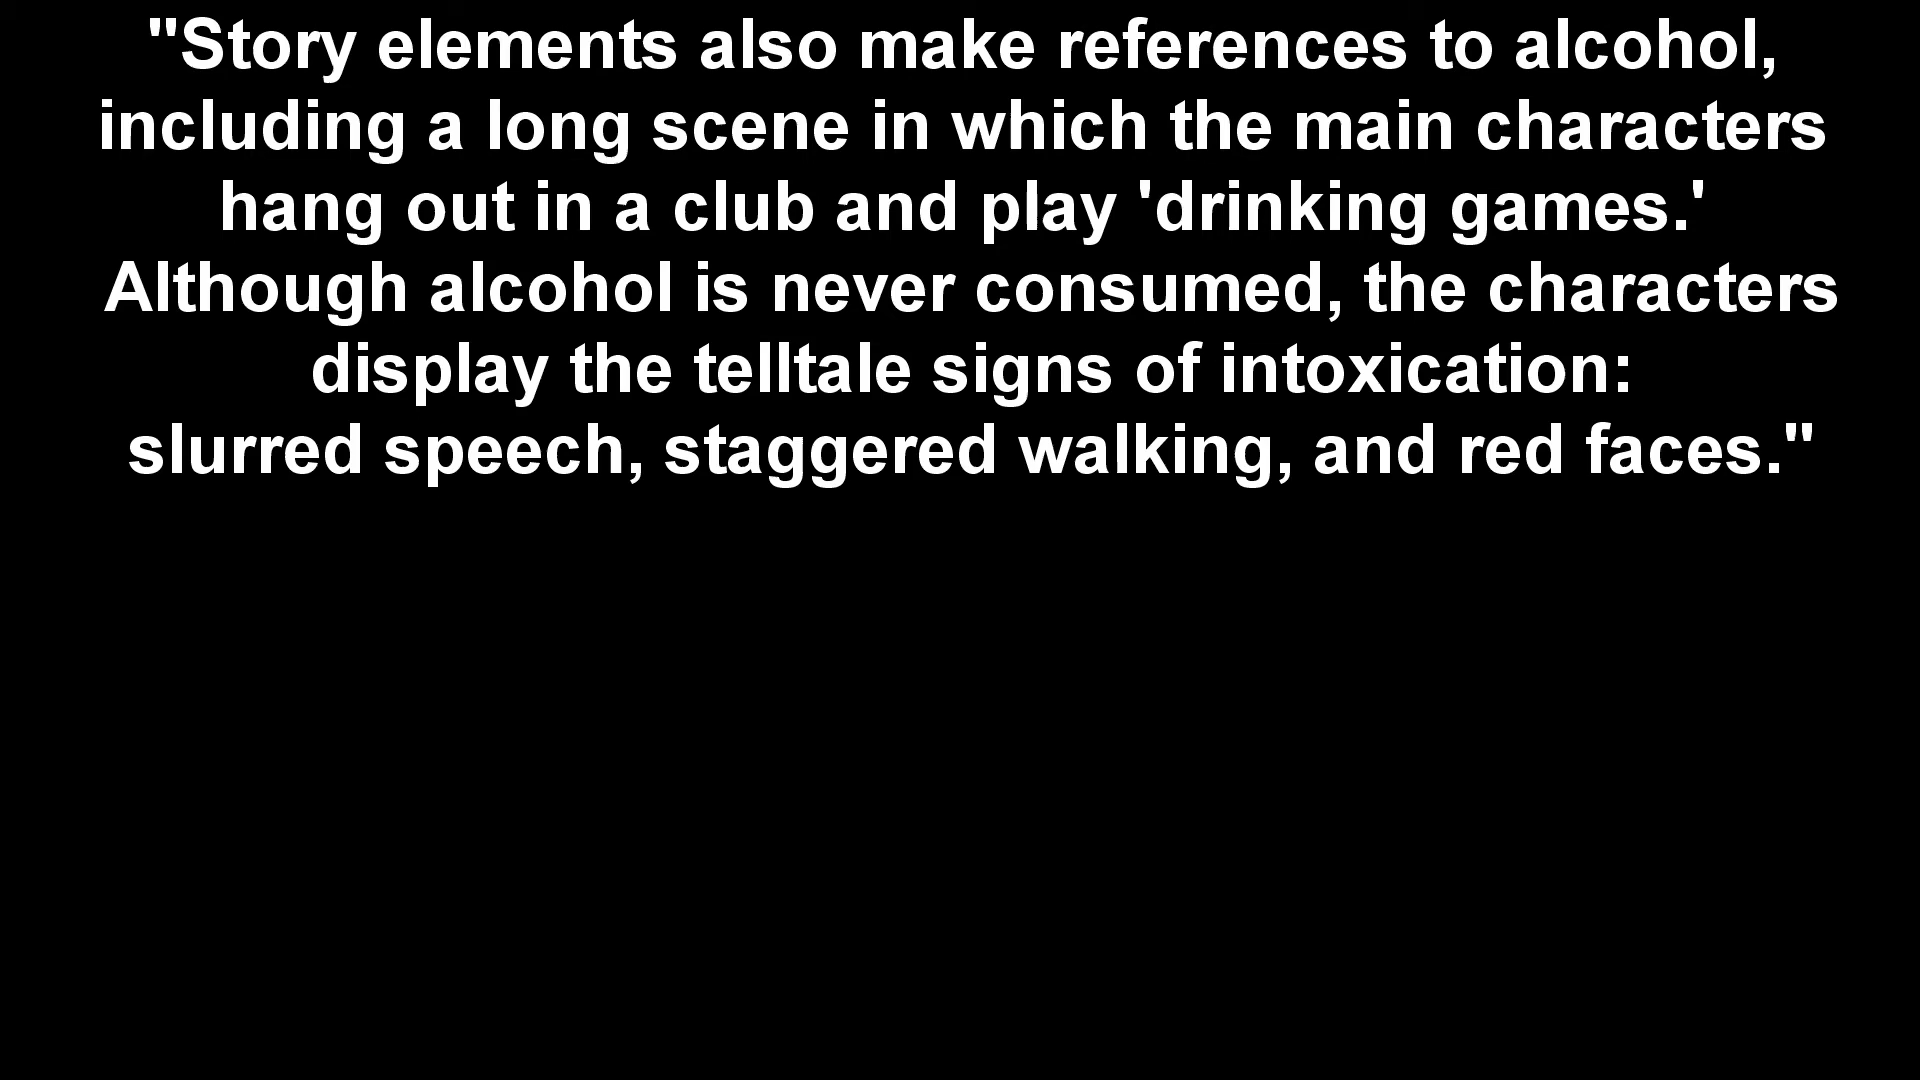 "Story elements also make references to alcohol,
including a long scene in which the main characters
hang out in a club and play 'drinking games.'
Although alcohol is never consumed, the characters
display the telltale signs of intoxication:
slurred speech, staggered walking, and red faces."